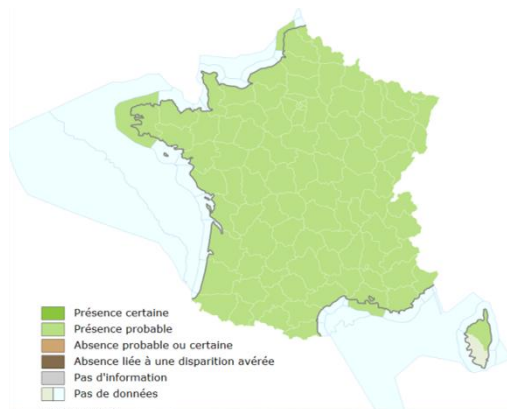 Présence certaine
Présence probable
Absence probable ou certaine
Absence liée à une disparition avérée
Pas d'information
Pas de données